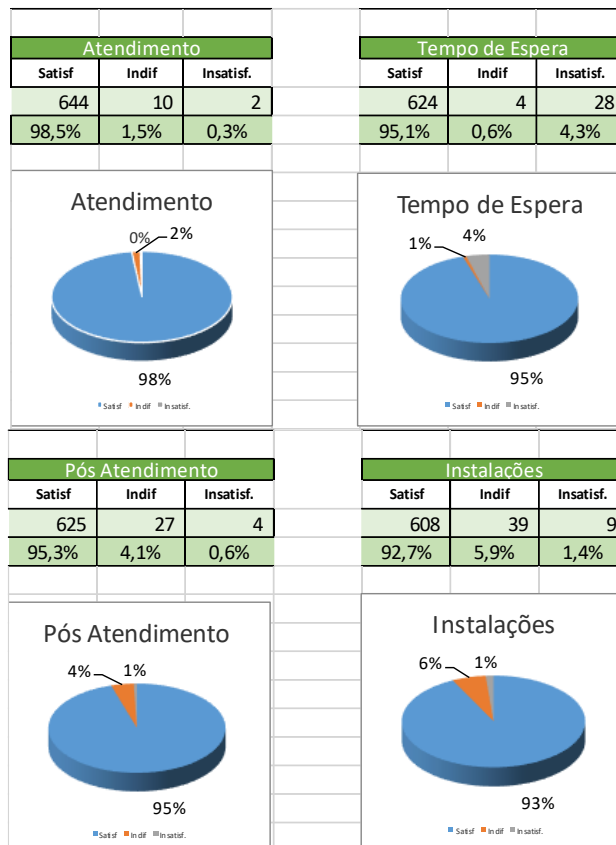 Atendimento
Satisf Indif Insatisf.
644 10 2
98,5% 1,5% 0,3%
Tempo de Espera
Satisf Indif Insatisf.
624 4 28
95,1% 0,6% 4,3%
Atendimento
0% 2%
98%
Satisf Indif Insatisf.
Tempo de Espera
1% 4%
95%
Satisf Indif Insatisf.
Pós Atendimento
Satisf Indif Insatisf.
625 27 4
95,3% 4,1% 0,6%
Instalações
Satisf Indif Insatisf.
608 39 9
92,7% 5,9% 1,4%
Pós Atendimento
4% 1%
95%
Satisf Indif Insatisf.
Instalações
6% 1%
93%
Satisf Indif Insatisf.